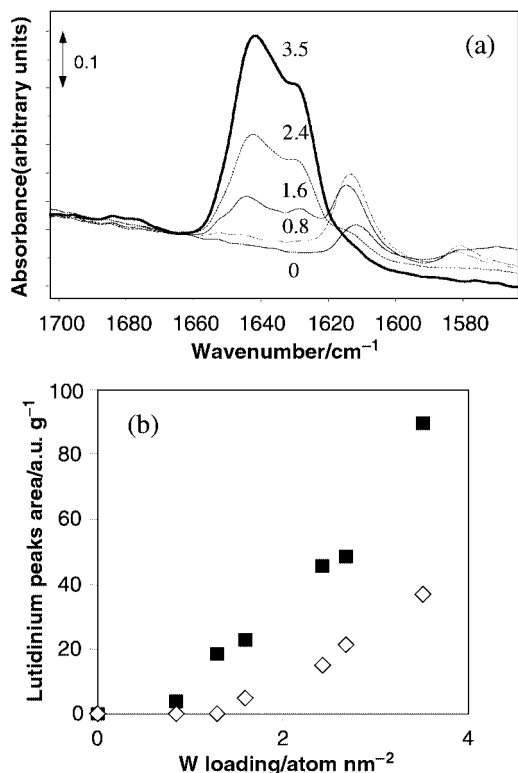 (a)
0.1
3.5
2.4
1.6
0.8
0
Absorbance(arbitrary units)
1700 1680 1660 1640 1620 1600 1580
Wavenumber/cm⁻¹
(b)
100
80
60
40
20
0
Lutidinium peaks area/a.u. g⁻¹
0 2 4
W loading/atom nm⁻²